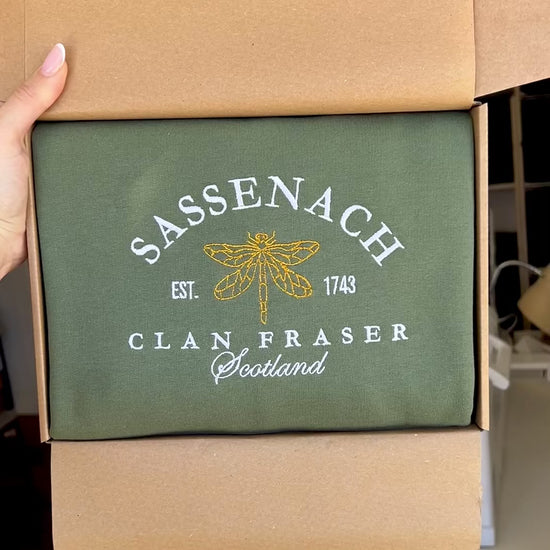 SASSENACH
EST. 1743
CLAN FRASER
Scotland